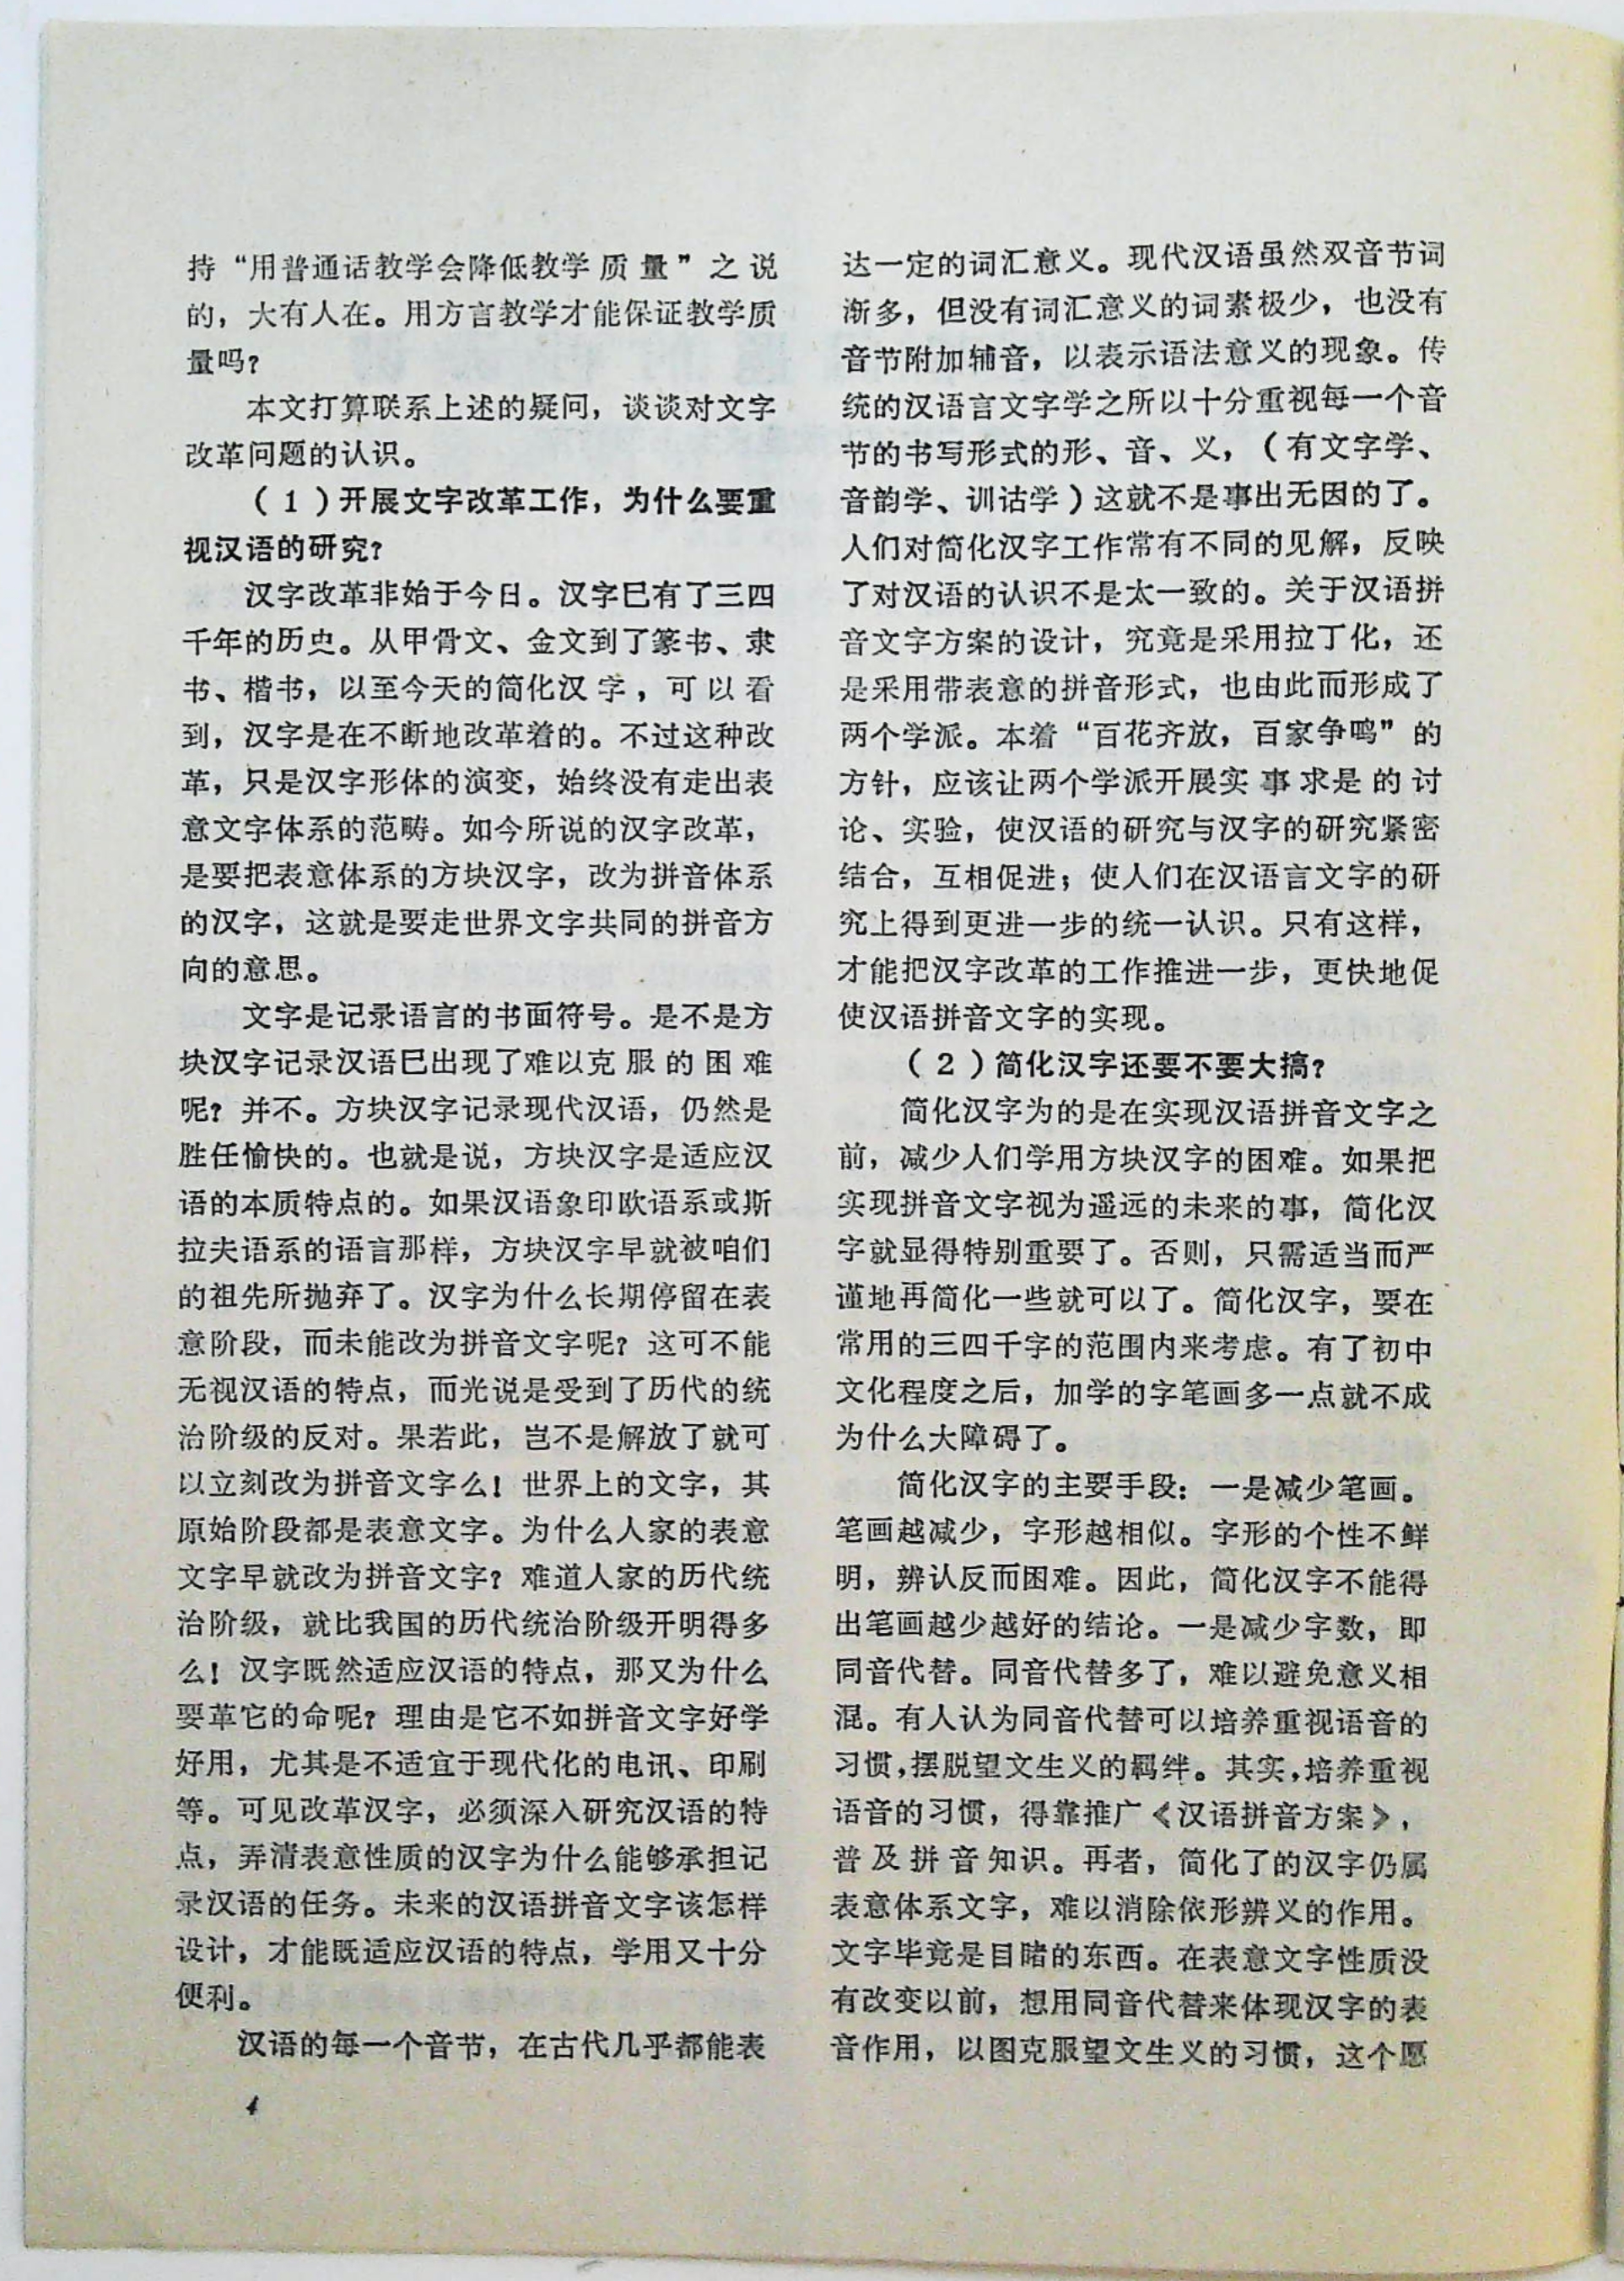 持“用普通话教学会降低教学质量”之说
的，大有人在。用方言教学才能保证教学质
量吗？
本文打算联系上述的疑问，谈谈对文字
改革问题的认识。
（1）开展文字改革工作，为什么要重
视汉语的研究？
汉字改革非始于今日。汉字已有了三四
千年的历史。从甲骨文、金文到了篆书、隶
书、楷书，以至今天的简化汉字，可以看
到，汉字是在不断地改革着的。不过这种改
革，只是汉字形体的演变，始终没有走出表
意文字体系的范畴。如今所说的汉字改革，
是要把表意体系的方块汉字，改为拼音体系
的汉字，这就是要走世界文字共同的拼音方
向的意思。
文字是记录语言的书面符号。是不是方
块汉字记录汉语已出现了难以克服的困难
呢？并不。方块汉字记录现代汉语，仍然是
胜任愉快的。也就是说，方块汉字是适应汉
语的本质特点的。如果汉语象印欧语系或斯
拉夫语系的语言那样，方块汉字早就被咱们
的祖先所抛弃了。汉字为什么长期停留在表
意阶段，而未能改为拼音文字呢？这可不能
无视汉语的特点，而光说是受到了历代的统
治阶级的反对。果若此，岂不是解放了就可
以立刻改为拼音文字么！世界上的文字，其
原始阶段都是表意文字。为什么人家的表意
文字早就改为拼音文字？难道人家的历代统
治阶级，就比我国的历代统治阶级开明得多
么！汉字既然适应汉语的特点，那又为什么
要革它的命呢？理由是它不如拼音文字好学
好用，尤其是不适宜于现代化的电讯、印刷
等。可见改革汉字，必须深入研究汉语的特
点，弄清表意性质的汉字为什么能够承担记
录汉语的任务。未来的汉语拼音文字该怎样
设计，才能既适应汉语的特点，学用又十分
便利。
汉语的每一个音节，在古代几乎都能表
4
达一定的词汇意义。现代汉语虽然双音节词
渐多，但没有词汇意义的词素极少，也没有
音节附加辅音，以表示语法意义的现象。传
统的汉语言文字学之所以十分重视每一个音
节的书写形式的形、音、义，（有文字学、
音韵学、训诂学）这就不是事出无因的了。
人们对简化汉字工作常有不同的见解，反映
了对汉语的认识不是太一致的。关于汉语拼
音文字方案的设计，究竟是采用拉丁化，还
是采用带表意的拼音形式，也由此而形成了
两个学派。本着“百花齐放，百家争鸣”的
方针，应该让两个学派开展实事求是的讨
论、实验，使汉语的研究与汉字的研究紧密
结合，互相促进；使人们在汉语言文字的研
究上得到更进一步的统一认识。只有这样，
才能把汉字改革的工作推进一步，更快地促
使汉语拼音文字的实现。
（2）简化汉字还要不要大搞？
简化汉字为的是在实现汉语拼音文字之
前，减少人们学用方块汉字的困难。如果把
实现拼音文字视为遥远的未来的事，简化汉
字就显得特别重要了。否则，只需适当而严
谨地再简化一些就可以了。简化汉字，要在
常用的三四千字的范围内来考虑。有了初中
文化程度之后，加学的字笔画多一点就不成
为什么大障碍了。
简化汉字的主要手段：一是减少笔画。
笔画越减少，字形越相似。字形的个性不鲜
明，辨认反而困难。因此，简化汉字不能得
出笔画越少越好的结论。一是减少字数，即
同音代替。同音代替多了，难以避免意义相
混。有人认为同音代替可以培养重视语音的
习惯，摆脱望文生义的羁绊。其实，培养重视
语音的习惯，得靠推广《汉语拼音方案》，
普及拼音知识。再者，简化了的汉字仍属
表意体系文字，难以消除依形辨义的作用。
文字毕竟是目睹的东西。在表意文字性质没
有改变以前，想用同音代替来体现汉字的表
音作用，以图克服望文生义的习惯，这个愿